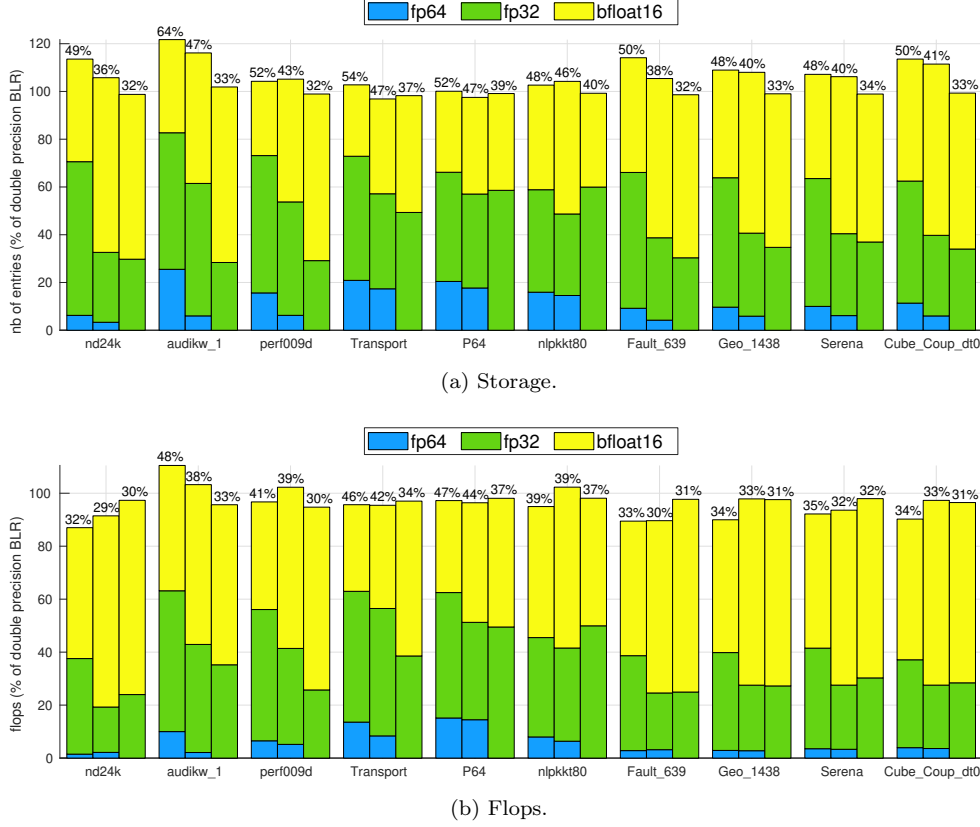 fp64 fp32 bfloat16
nb of entries (% of double precision BLR)
120
100
80
60
40
20
0
49% 36% 32% 64% 47% 33% 52% 43% 32% 54% 47% 37% 52% 47% 39% 48% 46% 40% 50% 38% 32% 48% 40% 33% 48% 40% 34% 50% 41% 33%
nd24k audikw_1 perf009d Transport P64 nlpkkt80 Fault_639 Geo_1438 Serena Cube_Coup_dt0
(a) Storage.
fp64 fp32 bfloat16
flops (% of double precision BLR)
100
80
60
40
20
0
32% 29% 30% 48% 38% 33% 41% 39% 30% 46% 42% 34% 47% 44% 37% 39% 39% 37% 33% 30% 31% 34% 33% 31% 35% 32% 32% 34% 33% 31%
nd24k audikw_1 perf009d Transport P64 nlpkkt80 Fault_639 Geo_1438 Serena Cube_Coup_dt0
(b) Flops.